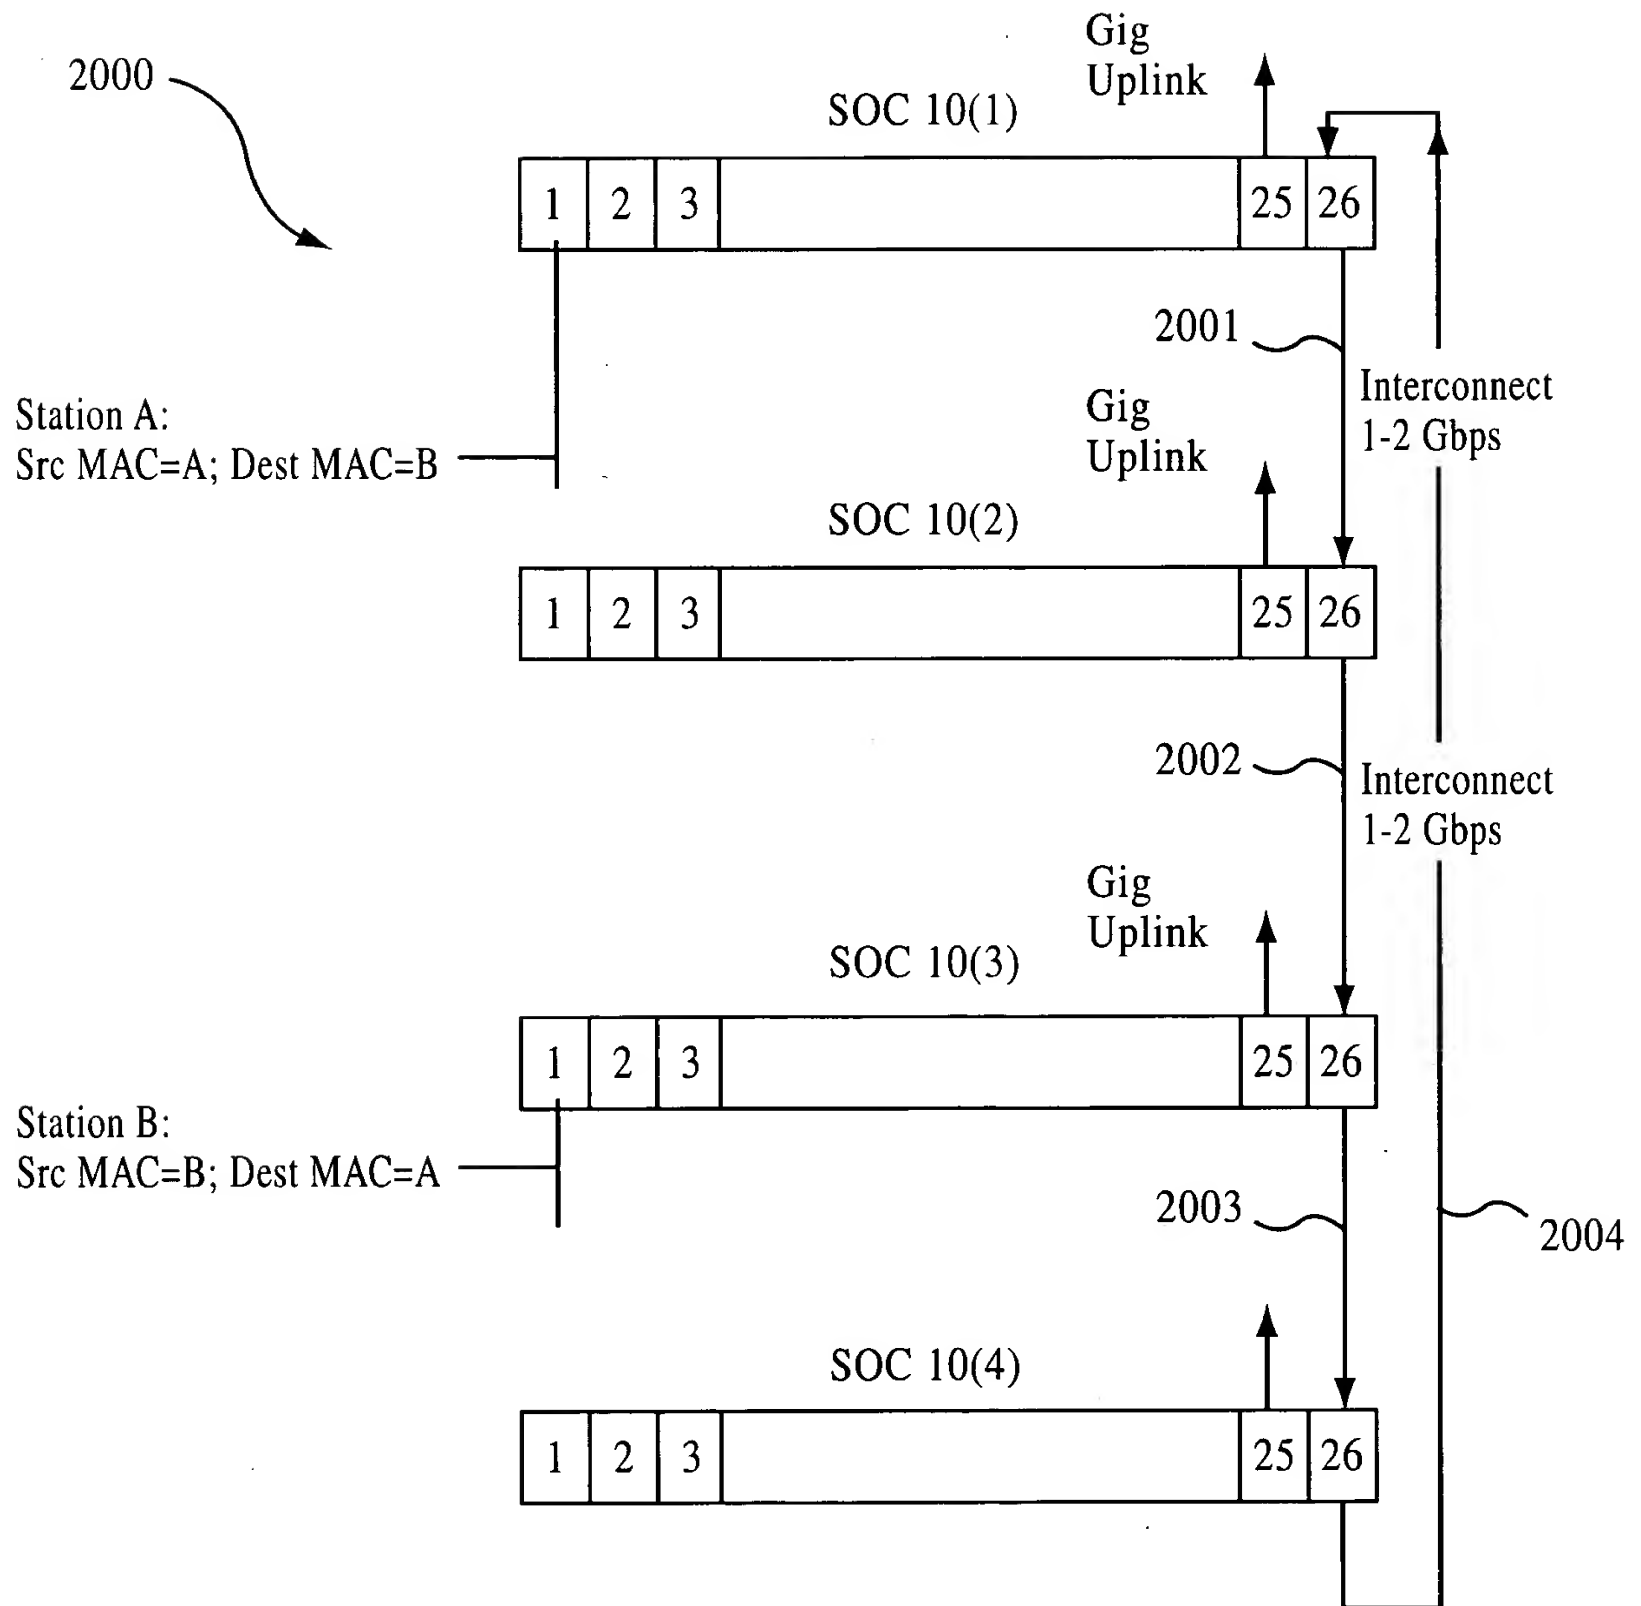 2000
Gig
Uplink
SOC 10(1)
1 2 3 25 26
2001
Interconnect
1-2 Gbps
Station A:
Src MAC=A; Dest MAC=B
Gig
Uplink
SOC 10(2)
1 2 3 25 26
2002
Interconnect
1-2 Gbps
Gig
Uplink
SOC 10(3)
1 2 3 25 26
Station B:
Src MAC=B; Dest MAC=A
2003
2004
SOC 10(4)
1 2 3 25 26